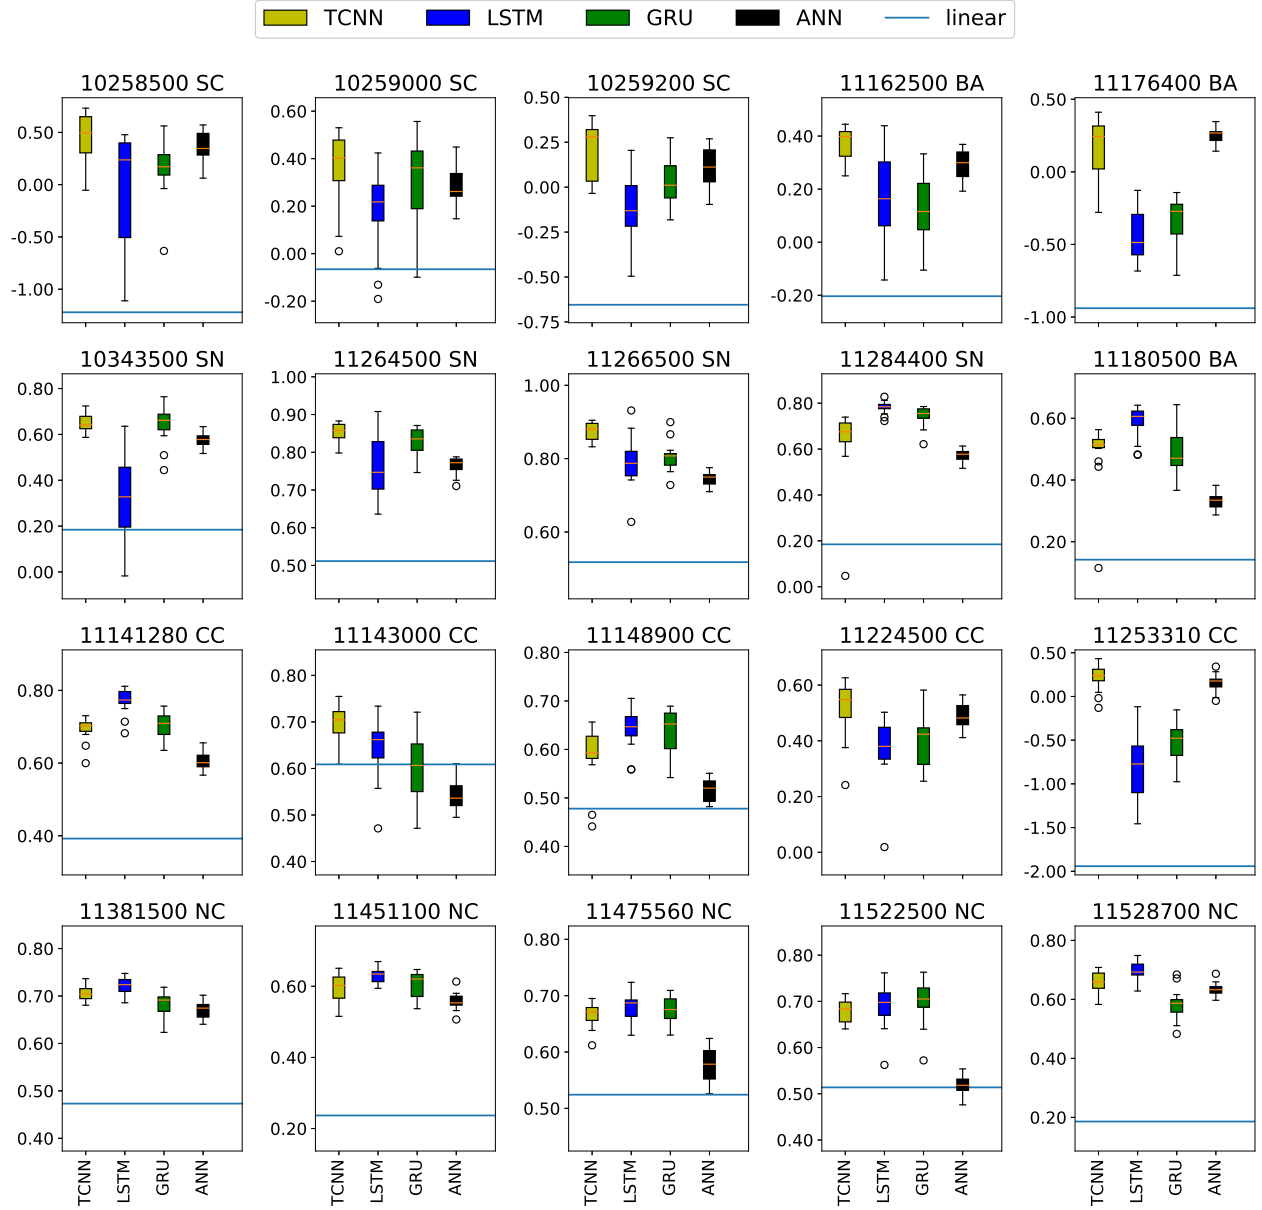 TCNN LSTM GRU ANN linear
10258500 SC 10259000 SC 10259200 SC 11162500 BA 11176400 BA
0.50 0.00 -0.50 -1.00
0.60 0.40 0.20 0.00 -0.20
0.50 0.25 0.00 -0.25 -0.50 -0.75
0.40 0.20 0.00 -0.20
0.50 0.00 -0.50 -1.00
10343500 SN 11264500 SN 11266500 SN 11284400 SN 11180500 BA
0.80 0.60 0.40 0.20 0.00
1.00 0.90 0.80 0.70 0.60 0.50
1.00 0.80 0.60
0.80 0.60 0.40 0.20 0.00
0.60 0.40 0.20
11141280 CC 11143000 CC 11148900 CC 11224500 CC 11253310 CC
0.80 0.60 0.40
0.80 0.70 0.60 0.50 0.40
0.80 0.70 0.60 0.50 0.40
0.60 0.40 0.20 0.00
0.50 0.00 -0.50 -1.00 -1.50 -2.00
11381500 NC 11451100 NC 11475560 NC 11522500 NC 11528700 NC
0.80 0.70 0.60 0.50 0.40
0.60 0.40 0.20
0.80 0.70 0.60 0.50
0.80 0.70 0.60 0.50 0.40
0.80 0.60 0.40 0.20
TCNN LSTM GRU ANN TCNN LSTM GRU ANN TCNN LSTM GRU ANN TCNN LSTM GRU ANN TCNN LSTM GRU ANN